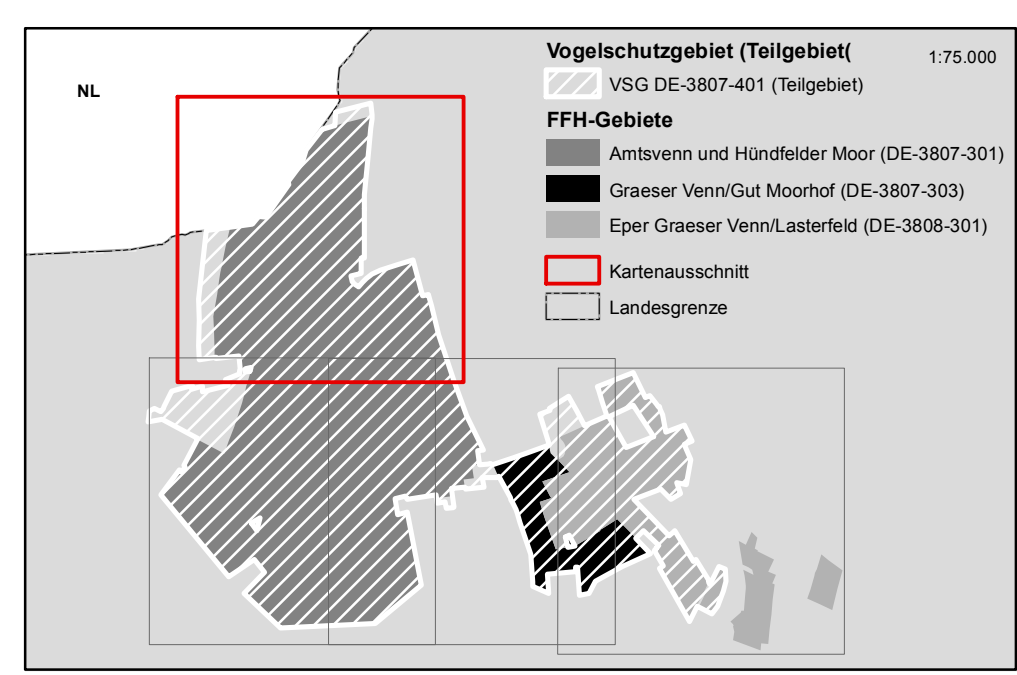 Vogelschutzgebiet (Teilgebiet(
1:75.000
VSG DE-3807-401 (Teilgebiet)
NL
FFH-Gebiete
Amtsvenn und Hündfelder Moor (DE-3807-301)
Graeser Venn/Gut Moorhof (DE-3807-303)
Eper Graeser Venn/Lasterfeld (DE-3808-301)
Kartenausschnitt
Landesgrenze